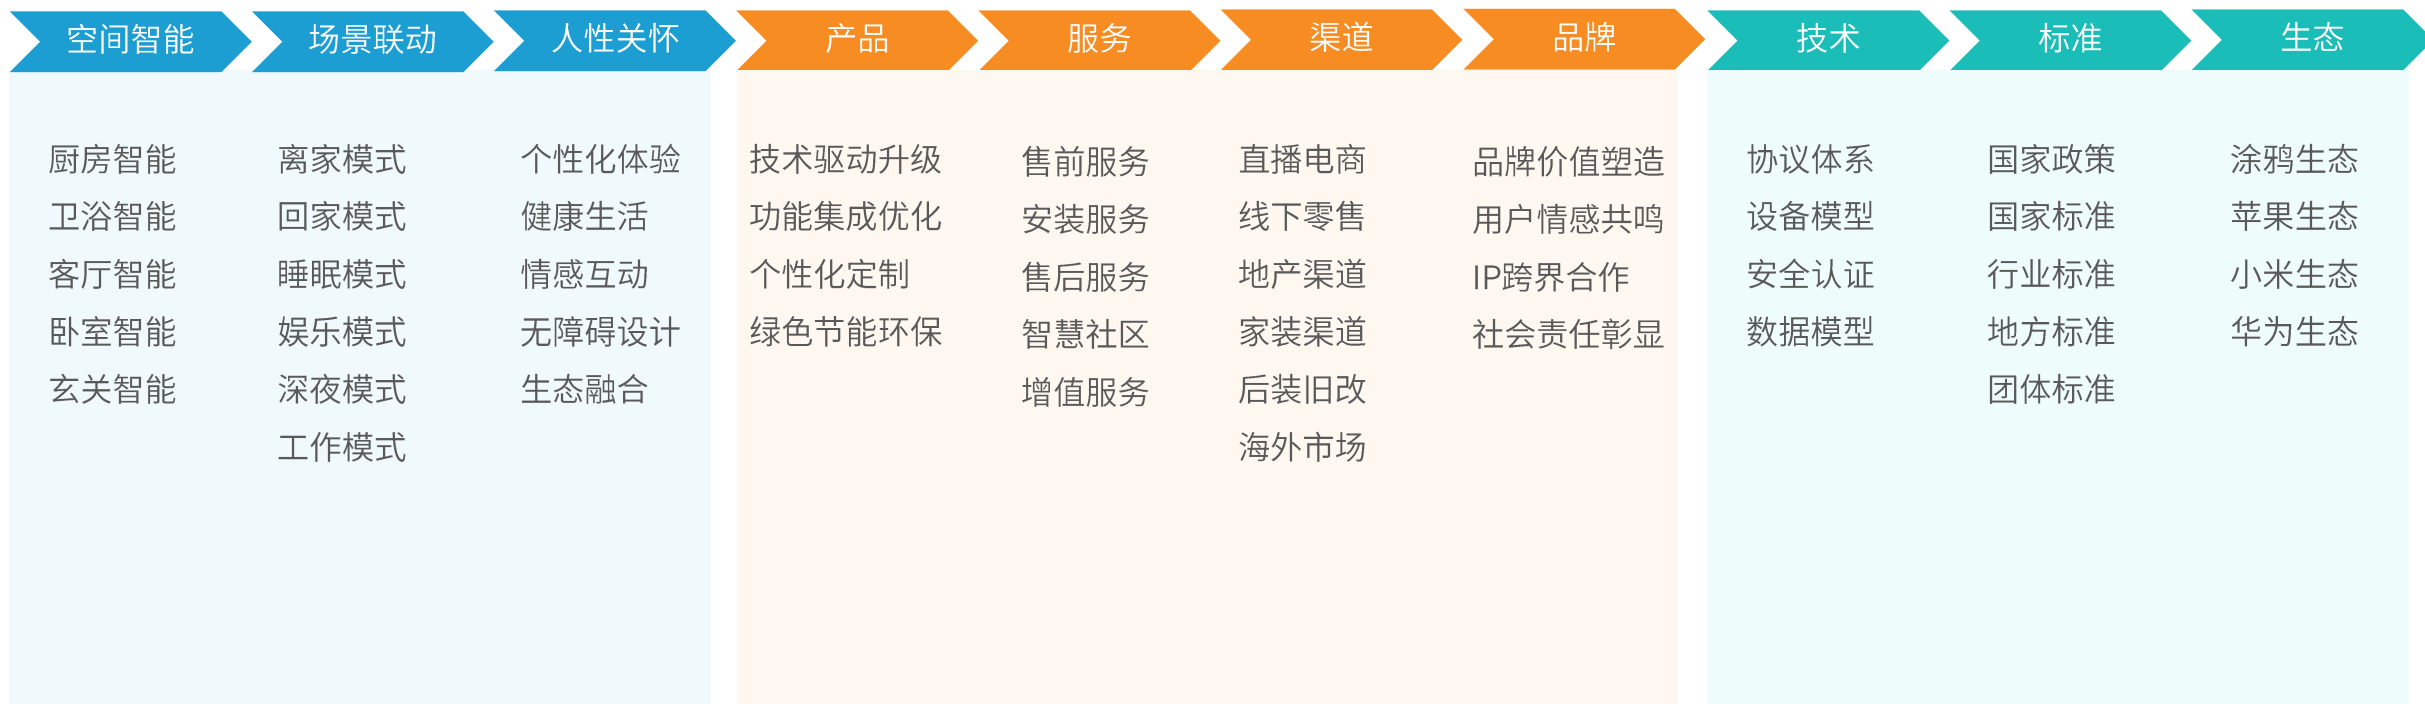 空间智能
场景联动
人性关怀
产品
服务
渠道
品牌
技术
标准
生态
厨房智能
卫浴智能
客厅智能
卧室智能
玄关智能
离家模式
回家模式
睡眠模式
娱乐模式
深夜模式
工作模式
个性化体验
健康生活
情感互动
无障碍设计
生态融合
技术驱动升级
功能集成优化
个性化定制
绿色节能环保
售前服务
安装服务
售后服务
智慧社区
增值服务
直播电商
线下零售
地产渠道
家装渠道
后装旧改
海外市场
品牌价值塑造
用户情感共鸣
IP跨界合作
社会责任彰显
协议体系
设备模型
安全认证
数据模型
国家政策
国家标准
行业标准
地方标准
团体标准
涂鸦生态
苹果生态
小米生态
华为生态